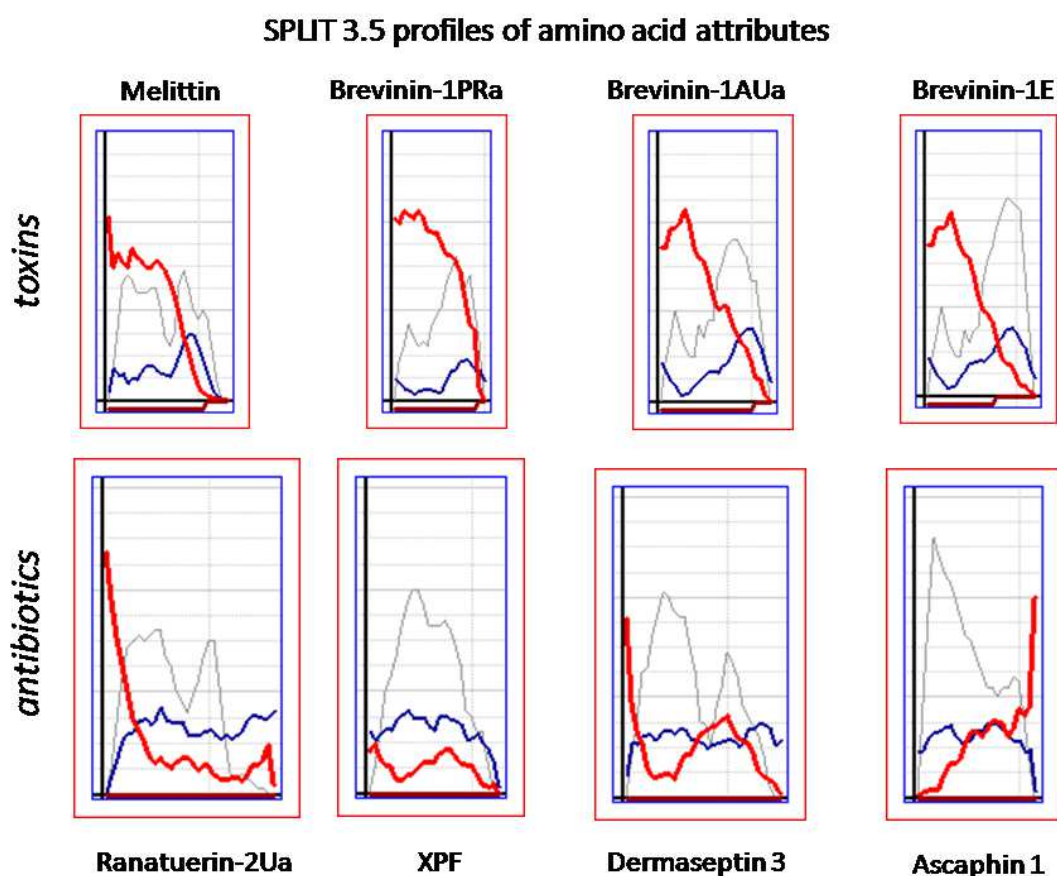 SPLIT 3.5 profiles of amino acid attributes
Melittin Brevinin-1PRa Brevinin-1AUa Brevinin-1E
toxins
antibiotics
Ranatuerin-2Ua XPF Dermaseptin 3 Ascaphin 1